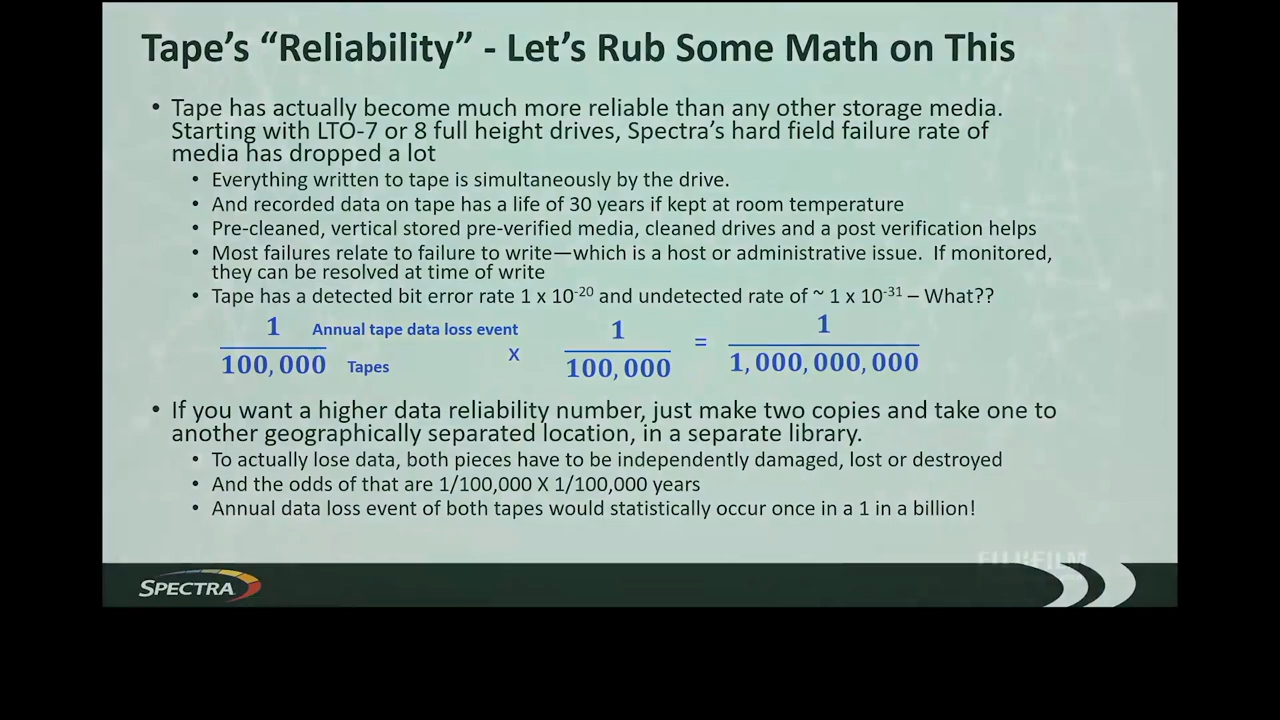 Tape's “Reliability” - Let's Rub Some Math on This
• Tape has actually become much more reliable than any other storage media.
Starting with LTO-7 or 8 full height drives, Spectra's hard field failure rate of
media has dropped a lot
• Everything written to tape is simultaneously by the drive.
• And recorded data on tape has a life of 30 years if kept at room temperature
• Pre-cleaned, vertical stored pre-verified media, cleaned drives and a post verification helps
• Most failures relate to failure to write—which is a host or administrative issue. If monitored,
they can be resolved at time of write
• Tape has a detected bit error rate 1 x 10⁻²⁰ and undetected rate of ~ 1 x 10⁻³¹ – What??
1 Annual tape data loss event
100,000 Tapes
X
1
100,000
=
1
1,000,000,000
• If you want a higher data reliability number, just make two copies and take one to
another geographically separated location, in a separate library.
• To actually lose data, both pieces have to be independently damaged, lost or destroyed
• And the odds of that are 1/100,000 X 1/100,000 years
• Annual data loss event of both tapes would statistically occur once in a 1 in a billion!
FUJIFILM
SPECTRA